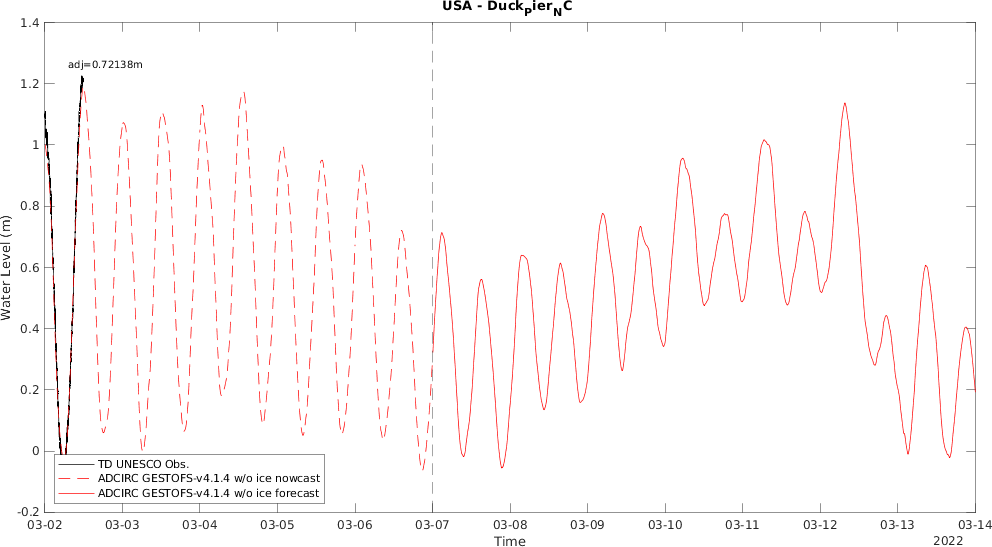 USA - Duck_Pier_NC
adj=0.72138m
1.4
1.2
1
0.8
0.6
0.4
0.2
0
-0.2
Water Level (m)
TD UNESCO Obs.
ADCIRC GESTOFS-v4.1.4 w/o ice nowcast
ADCIRC GESTOFS-v4.1.4 w/o ice forecast
03-02 03-03 03-04 03-05 03-06 03-07 03-08 03-09 03-10 03-11 03-12 03-13 03-14
Time
2022